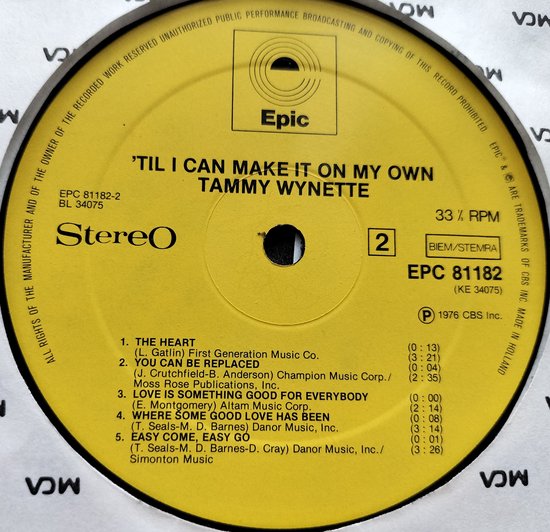 MCA
MCA
ALL RIGHTS OF THE MANUFACTURER AND OF THE OWNER OF THE RECORDED WORK RESERVED UNAUTHORIZED PUBLIC PERFORMANCE BROADCASTING AND COPYING OF THIS RECORD PROHIBITED. EPIC® & ℗ ARE TRADEMARKS OF CBS INC. MADE IN HOLLAND
Epic
'TIL I CAN MAKE IT ON MY OWN
TAMMY WYNETTE
EPC 81182-2
BL 34075
33⅓ RPM
StereO
2
BIEM/STEMRA
EPC 81182
(KE 34075)
℗ 1976 CBS Inc.
1. THE HEART (0 : 13)
(L. Gatlin) First Generation Music Co. (3 : 21)
2. YOU CAN BE REPLACED (0 : 04)
(J. Crutchfield-B. Anderson) Champion Music Corp./ (2 : 35)
Moss Rose Publications, Inc.
3. LOVE IS SOMETHING GOOD FOR EVERYBODY (0 : 00)
(E. Montgomery) Altam Music Corp. (2 : 14)
4. WHERE SOME GOOD LOVE HAS BEEN (0 : 08)
(T. Seals-M. D. Barnes) Danor Music, Inc. (3 : 14)
5. EASY COME, EASY GO (0 : 01)
(T. Seals-M. D. Barnes-D. Cray) Danor Music, Inc./ (3 : 26)
Simonton Music
MCA
MCA
MCA
MCA